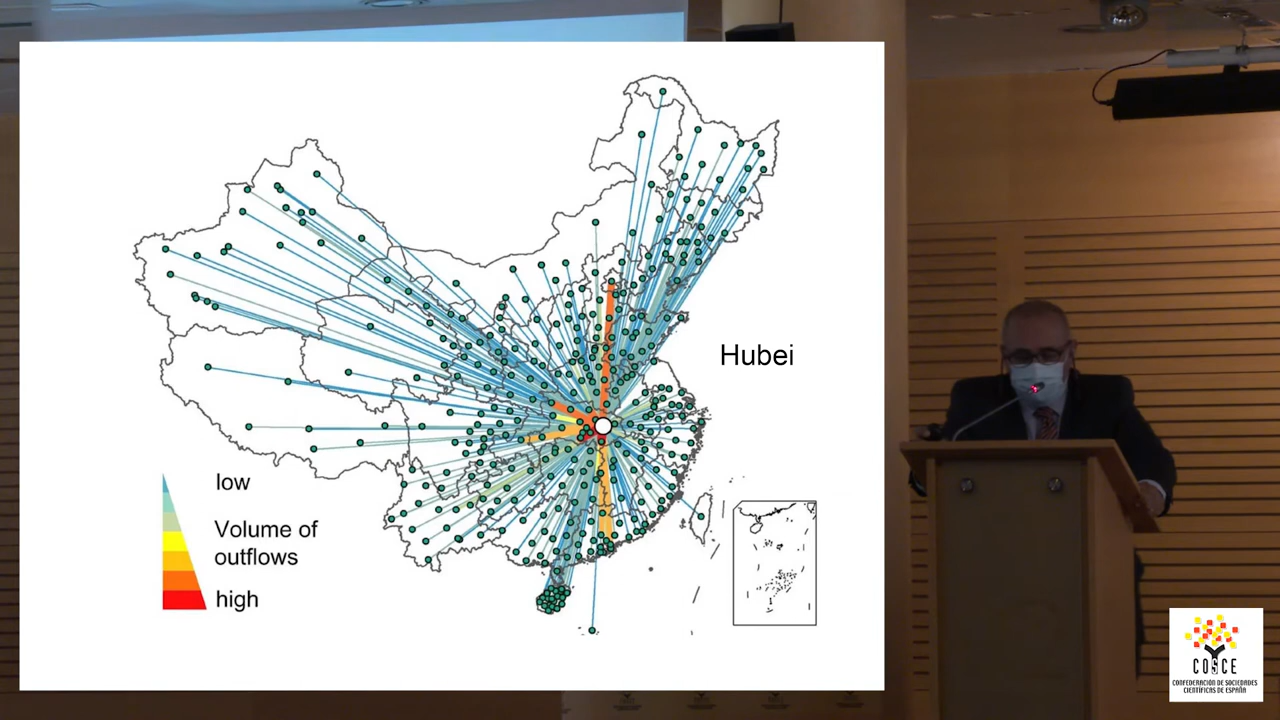 Hubei
low
Volume of
outflows
high
COSCE
CONFEDERACIÓN DE SOCIEDADES
CIENTÍFICAS DE ESPAÑA